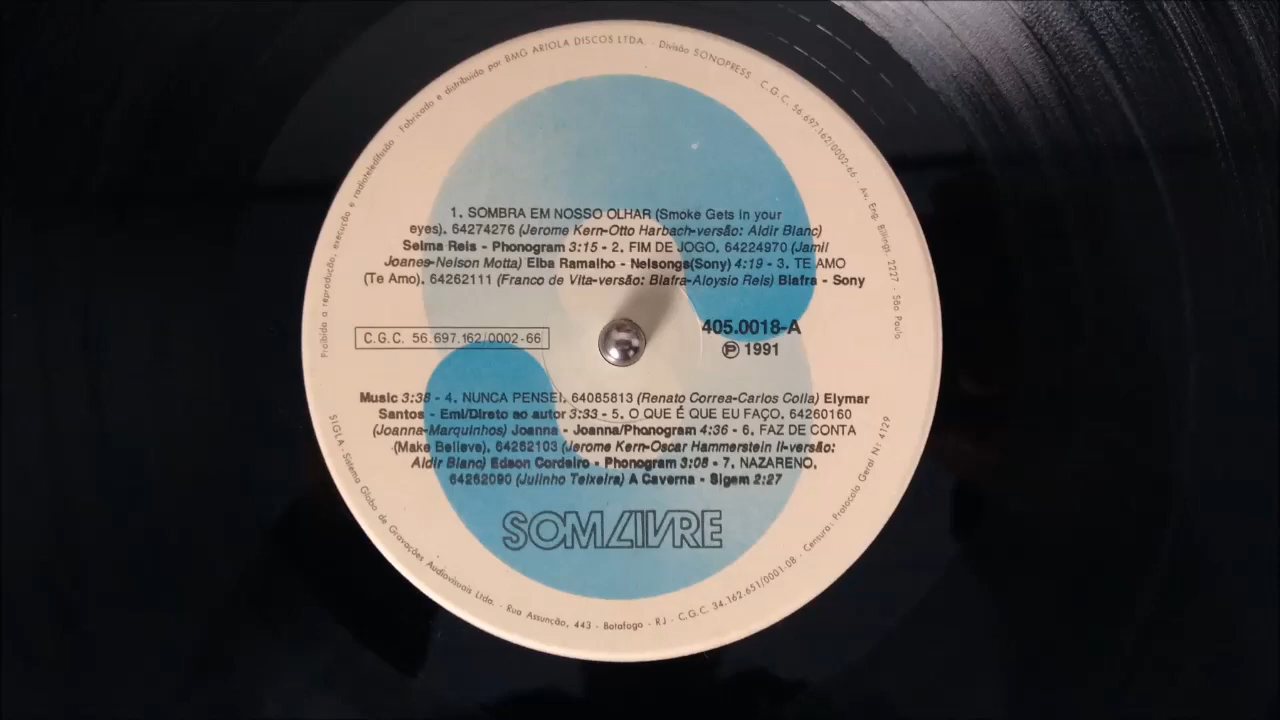 Fabricado e distribuido por BMG ARIOLA DISCOS LTDA. - Divisão SONOPRESS C.G.C. 56.697.162/0002-66 - Av. Eng. Billings, 2227 - São Paulo
Proibida a reprodução, execução e radioteledifusão
1. SOMBRA EM NOSSO OLHAR (Smoke Gets in your
eyes). 64274276 (Jerome Kern-Otto Harbach-versão: Aldir Blanc)
Selma Reis - Phonogram 3:15 - 2. FIM DE JOGO. 64224970 (Jamil
Joanes-Nelson Motta) Elba Ramalho - Nelsongs(Sony) 4:19 - 3. TE AMO
(Te Amo). 64262111 (Franco de Vita-versão: Biafra-Aloysio Reis) Biafra - Sony
C.G.C. 56.697.162/0002-66
405.0018-A
Ⓟ 1991
Music 3:38 - 4. NUNCA PENSEI. 64085813 (Renato Correa-Carlos Colla) Elymar
Santos - Emi/Direto ao autor 3:33 - 5. O QUE É QUE EU FAÇO. 64260160
(Joanna-Marquinhos) Joanna - Joanna/Phonogram 4:36 - 6. FAZ DE CONTA
(Make Believe). 64262103 (Jerome Kern-Oscar Hammerstein II-versão:
Aldir Blanc) Edson Cordeiro - Phonogram 3:08 - 7. NAZARENO.
64262090 (Julinho Teixeira) A Caverna - Sigem 2:27
SOM LIVRE
SIGLA - Sistema Globo de Gravações Audiovisuais Ltda. - Rua Assunção, 443 - Botafogo - RJ - C.G.C. 34.162.651/0001-08 - Censura: Protocolo Geral Nº 4129